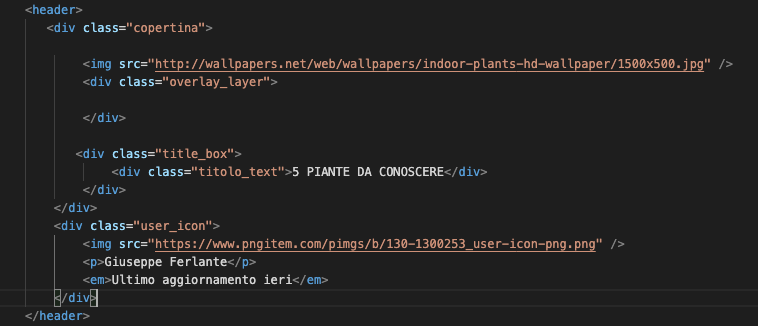 <header>
<div class="copertina">
<img src="http://wallpapers.net/web/wallpapers/indoor-plants-hd-wallpaper/1500x500.jpg" />
<div class="overlay_layer">
</div>
<div class="title_box">
<div class="titolo_text">5 PIANTE DA CONOSCERE</div>
</div>
</div>
<div class="user_icon">
<img src="https://www.pngitem.com/pimgs/b/130-1300253_user-icon-png.png" />
<p>Giuseppe Ferlante</p>
<em>Ultimo aggiornamento ieri</em>
</div>
</header>